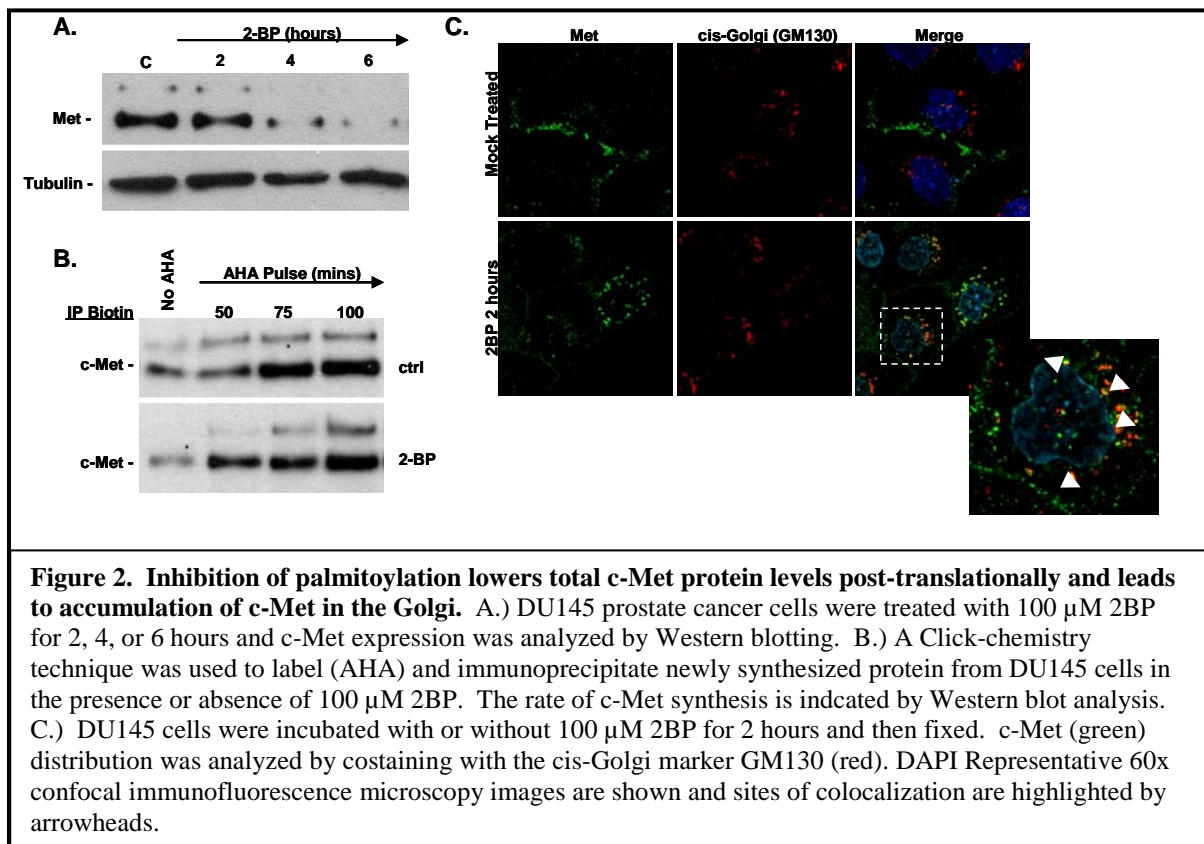 A.
2-BP (hours)
C 2 4 6
Met -
Tubulin -
B.
No AHA
AHA Pulse (mins)
IP Biotin 50 75 100
c-Met - ctrl
c-Met - 2-BP
C.
Met cis-Golgi (GM130) Merge
Mock Treated
2BP 2 hours
Figure 2. Inhibition of palmitoylation lowers total c-Met protein levels post-translationally and leads
to accumulation of c-Met in the Golgi. A.) DU145 prostate cancer cells were treated with 100 µM 2BP
for 2, 4, or 6 hours and c-Met expression was analyzed by Western blotting. B.) A Click-chemistry
technique was used to label (AHA) and immunoprecipitate newly synthesized protein from DU145 cells in
the presence or absence of 100 µM 2BP. The rate of c-Met synthesis is indcated by Western blot analysis.
C.) DU145 cells were incubated with or without 100 µM 2BP for 2 hours and then fixed. c-Met (green)
distribution was analyzed by costaining with the cis-Golgi marker GM130 (red). DAPI Representative 60x
confocal immunofluorescence microscopy images are shown and sites of colocalization are highlighted by
arrowheads.